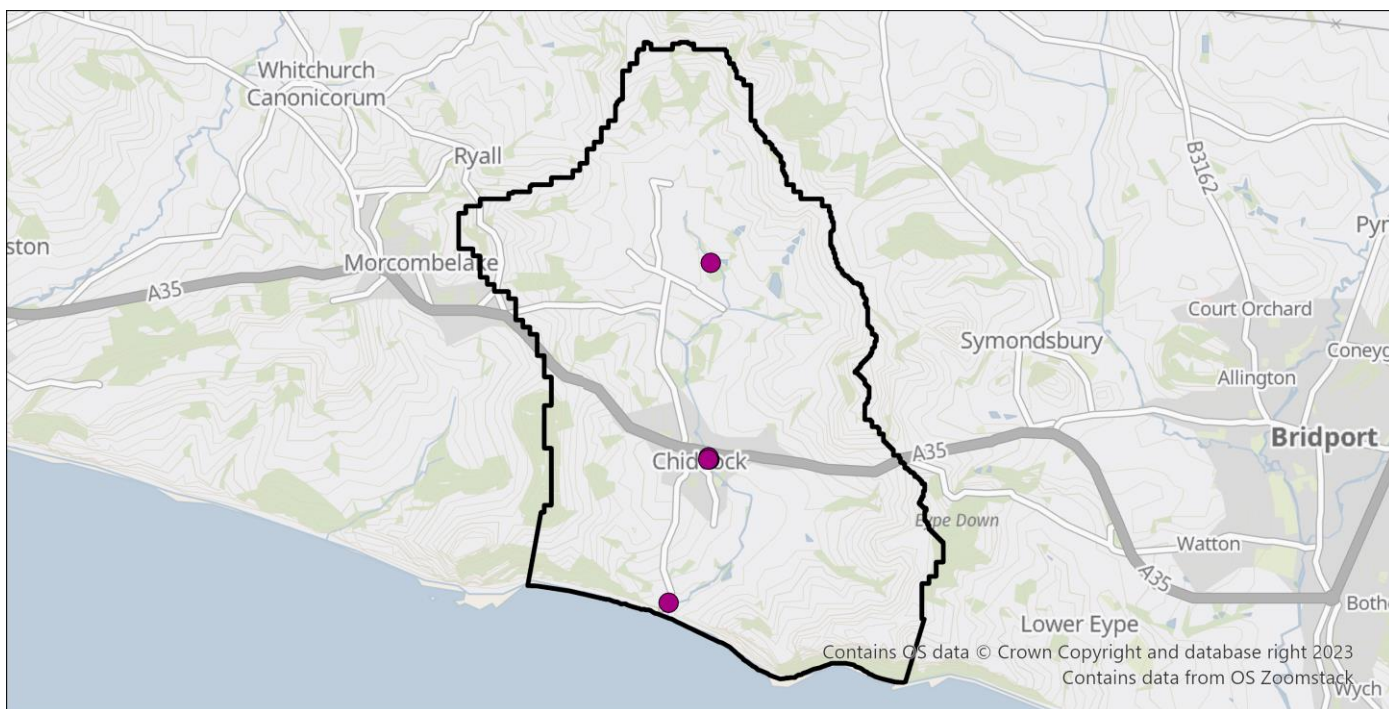 Whitchurch
Canonicorum
Ryall
B3162
ston
Pyr
Morcombelake
A35
Court Orchard
Symondsbury
Coneyg
Allington
Bridport
Chideock
A35
Eype Down
Watton
A35
Bothe
Lower Eype
Contains OS data © Crown Copyright and database right 2023
Contains data from OS Zoomstack
Wych